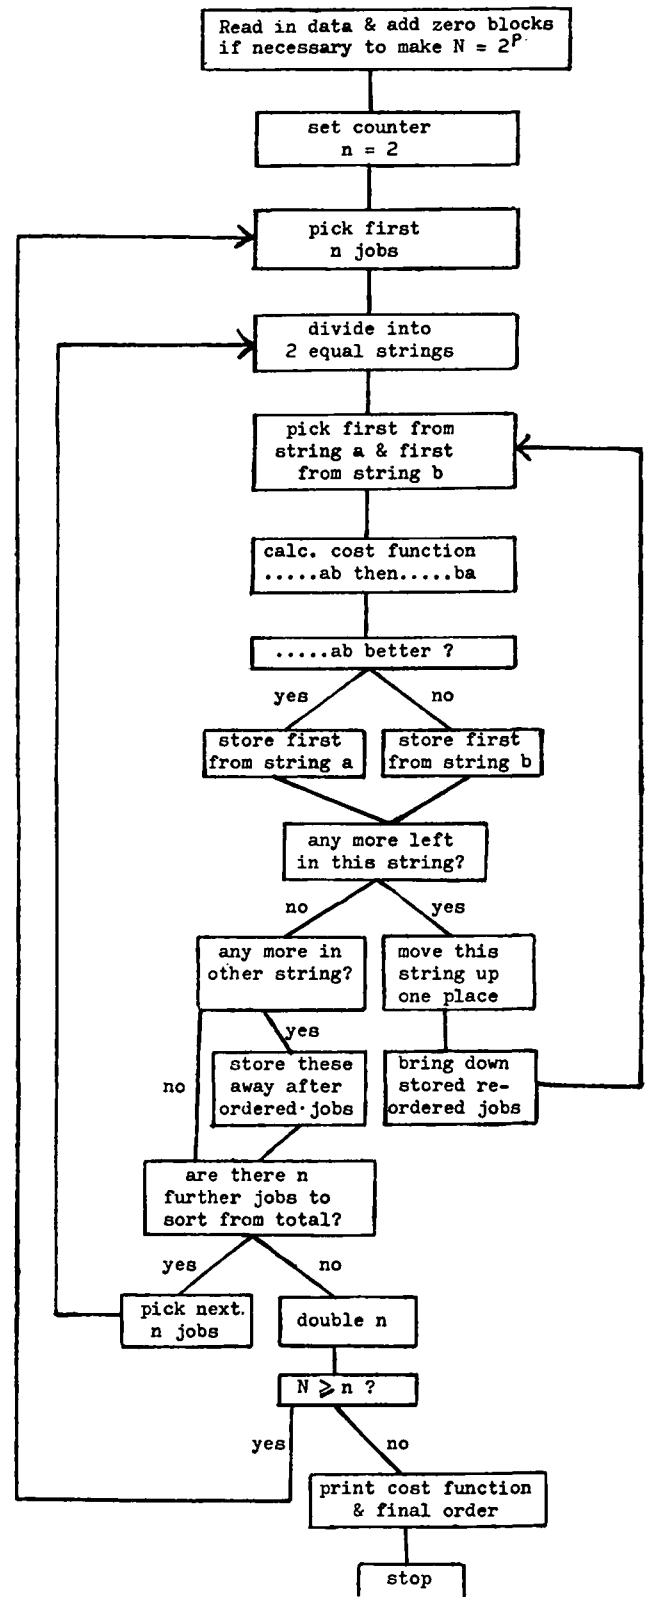 Read in data & add zero blocks
if necessary to make N = 2^P.
set counter
n = 2
pick first
n jobs
divide into
2 equal strings
pick first from
string a & first
from string b
calc. cost function
.....ab then.....ba
.....ab better ?
yes
no
store first
from string a
store first
from string b
any more left
in this string?
no
yes
any more in
other string?
move this
string up
one place
yes
no
store these
away after
ordered·jobs
bring down
stored re-
ordered jobs
are there n
further jobs to
sort from total?
yes
no
pick next.
n jobs
double n
N ⩾ n ?
yes
no
print cost function
& final order
stop